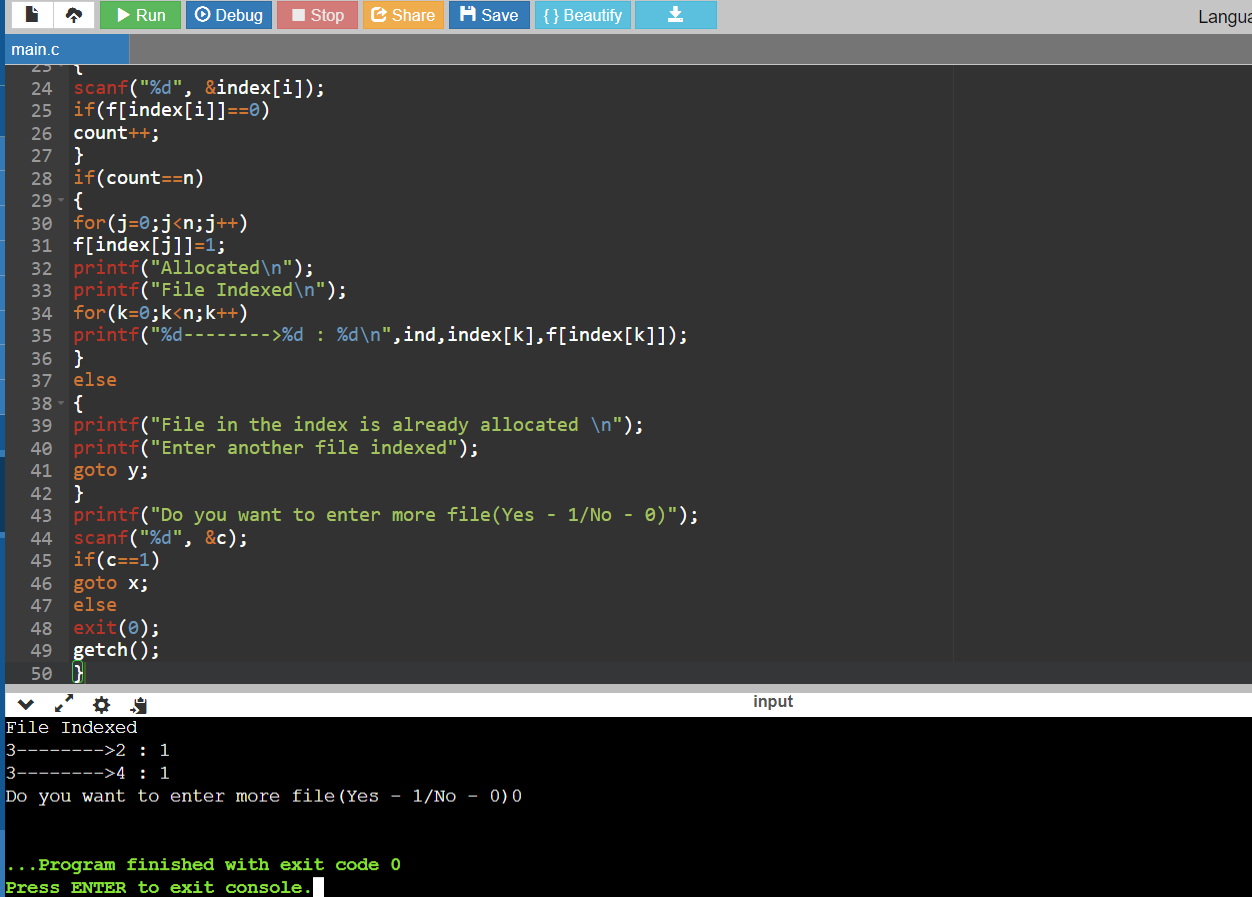 Run Debug Stop Share Save { } Beautify Langua
main.c
23 {
24 scanf("%d", &index[i]);
25 if(f[index[i]]==0)
26 count++;
27 }
28 if(count==n)
29 {
30 for(j=0;j<n;j++)
31 f[index[j]]=1;
32 printf("Allocated\n");
33 printf("File Indexed\n");
34 for(k=0;k<n;k++)
35 printf("%d-------->%d : %d\n",ind,index[k],f[index[k]]);
36 }
37 else
38 {
39 printf("File in the index is already allocated \n");
40 printf("Enter another file indexed");
41 goto y;
42 }
43 printf("Do you want to enter more file(Yes - 1/No - 0)");
44 scanf("%d", &c);
45 if(c==1)
46 goto x;
47 else
48 exit(0);
49 getch();
50 }
input
File Indexed
3-------->2 : 1
3-------->4 : 1
Do you want to enter more file(Yes - 1/No - 0)0
...Program finished with exit code 0
Press ENTER to exit console.